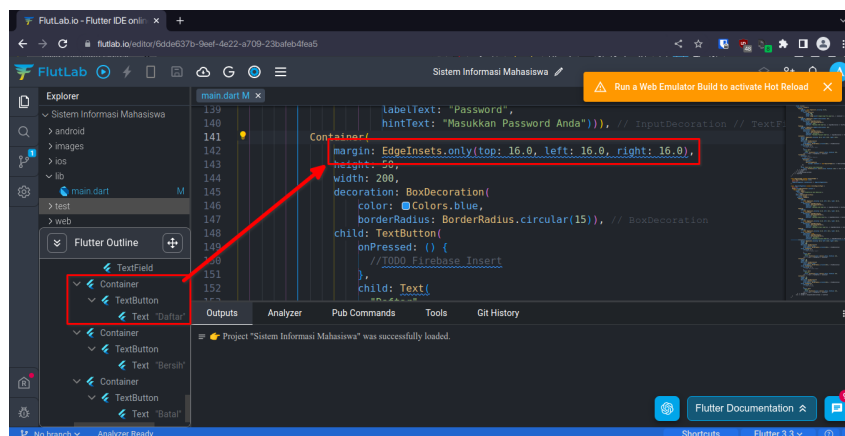 FlutLab.io - Flutter IDE onlin
flutlab.io/editor/6dde637b-9eef-4e22-a709-23bafeb4fea5
FlutLab
Sistem Informasi Mahasiswa
Run a Web Emulator Build to activate Hot Reload
Explorer
main.dart M
Sistem Informasi Mahasiswa
android
images
ios
lib
main.dart M
test
web
139 labelText: "Password",
140 hintText: "Masukkan Password Anda"))), // InputDecoration // TextF
141 Container(
142 margin: EdgeInsets.only(top: 16.0, left: 16.0, right: 16.0),
143 height: 50,
144 width: 200,
145 decoration: BoxDecoration(
146 color: Colors.blue,
147 borderRadius: BorderRadius.circular(15)), // BoxDecoration
148 child: TextButton(
149 onPressed: () {
150 //TODO Firebase Insert
151 },
152 child: Text(
153 "Daftar",
Flutter Outline
TextField
Container
TextButton
Text "Daftar"
Container
TextButton
Text "Bersih"
Container
TextButton
Text "Batal"
Outputs Analyzer Pub Commands Tools Git History
Project "Sistem Informasi Mahasiswa" was successfully loaded.
Flutter Documentation
No branch Analyzer Ready
Shortcuts Flutter 3.3